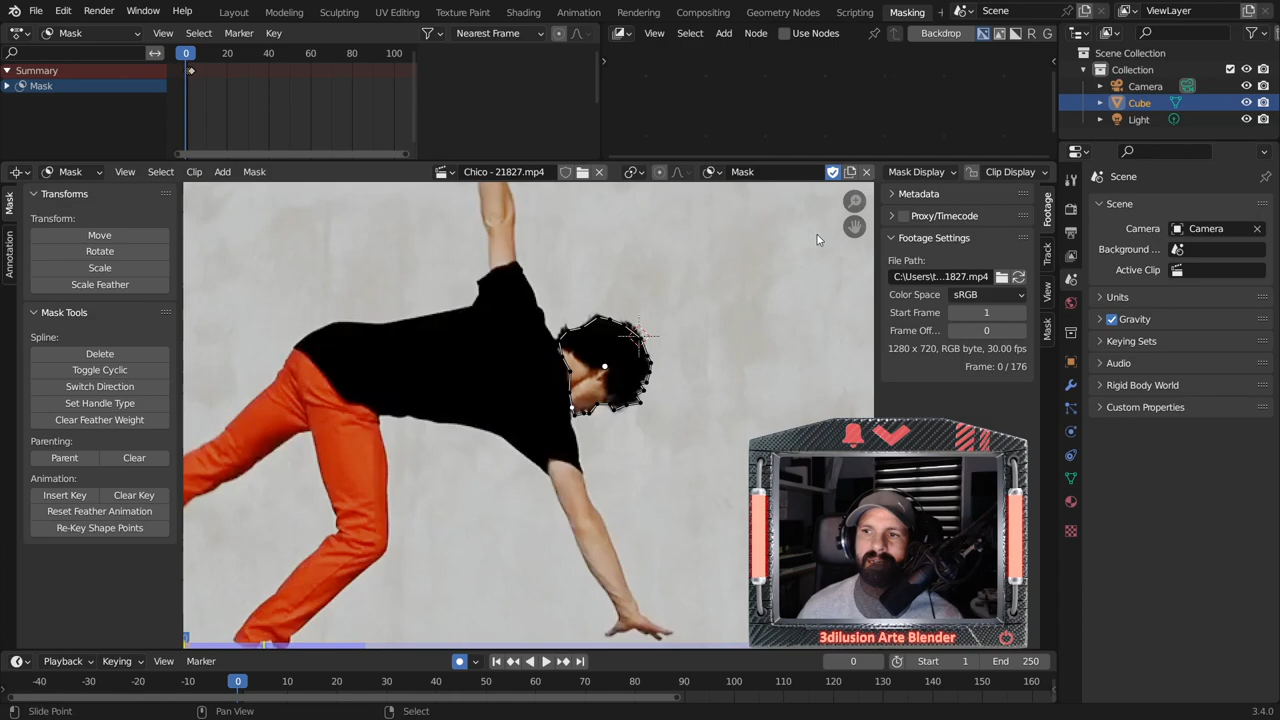 File Edit Render Window Help Layout Modeling Sculpting UV Editing Texture Paint Shading Animation Rendering Compositing Geometry Nodes Scripting Masking + Scene ViewLayer
Mask View Select Marker Key Nearest Frame View Select Add Node Use Nodes Backdrop R G
0 20 40 60 80 100
Summary
Mask
Scene Collection
Collection
Camera
Cube
Light
Mask View Select Clip Add Mask Chico - 21827.mp4 Mask Mask Display Clip Display
Mask
Annotation
Transforms
Transform:
Move
Rotate
Scale
Scale Feather
Mask Tools
Spline:
Delete
Toggle Cyclic
Switch Direction
Set Handle Type
Clear Feather Weight
Parenting:
Parent Clear
Animation:
Insert Key Clear Key
Reset Feather Animation
Re-Key Shape Points
Metadata
Proxy/Timecode
Footage Settings
File Path:
C:\Users\t...1827.mp4
Color Space sRGB
Start Frame 1
Frame Off... 0
1280 x 720, RGB byte, 30.00 fps
Frame: 0 / 176
Footage
Track
View
Mask
Scene
Scene
Camera Camera
Background ...
Active Clip
Units
Gravity
Keying Sets
Audio
Rigid Body World
Custom Properties
3dilusion Arte Blender
Playback Keying View Marker 0 Start 1 End 250
-40 -30 -20 -10 0 10 20 30 40 50 60 70 80 90 100 110 120 130 140 150 160
Slide Point Pan View Select 3.4.0